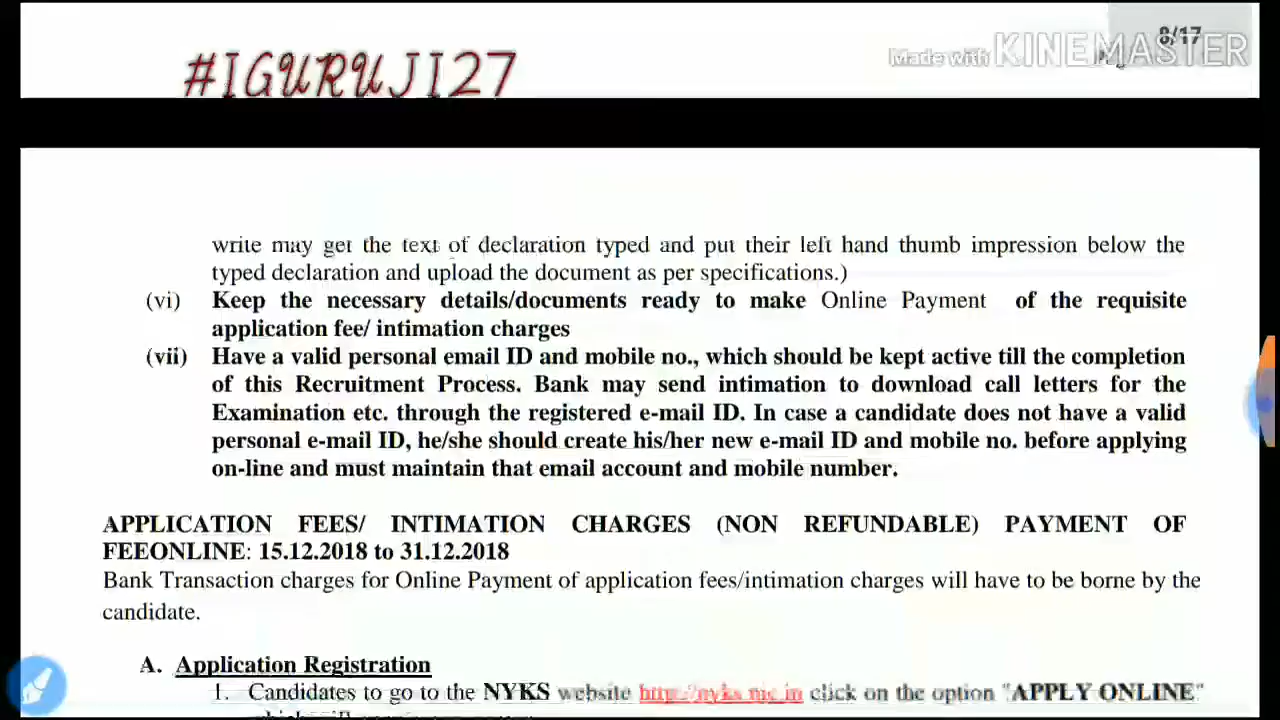 8/17
#IGURUJI27
Made with KINEMASTER
write may get the text of declaration typed and put their left hand thumb impression below the
typed declaration and upload the document as per specifications.)
(vi) Keep the necessary details/documents ready to make Online Payment of the requisite
application fee/ intimation charges
(vii) Have a valid personal email ID and mobile no., which should be kept active till the completion
of this Recruitment Process. Bank may send intimation to download call letters for the
Examination etc. through the registered e-mail ID. In case a candidate does not have a valid
personal e-mail ID, he/she should create his/her new e-mail ID and mobile no. before applying
on-line and must maintain that email account and mobile number.
APPLICATION FEES/ INTIMATION CHARGES (NON REFUNDABLE) PAYMENT OF
FEEONLINE: 15.12.2018 to 31.12.2018
Bank Transaction charges for Online Payment of application fees/intimation charges will have to be borne by the
candidate.
A. Application Registration
1. Candidates to go to the NYKS website http://nyks.nic.in click on the option "APPLY ONLINE"